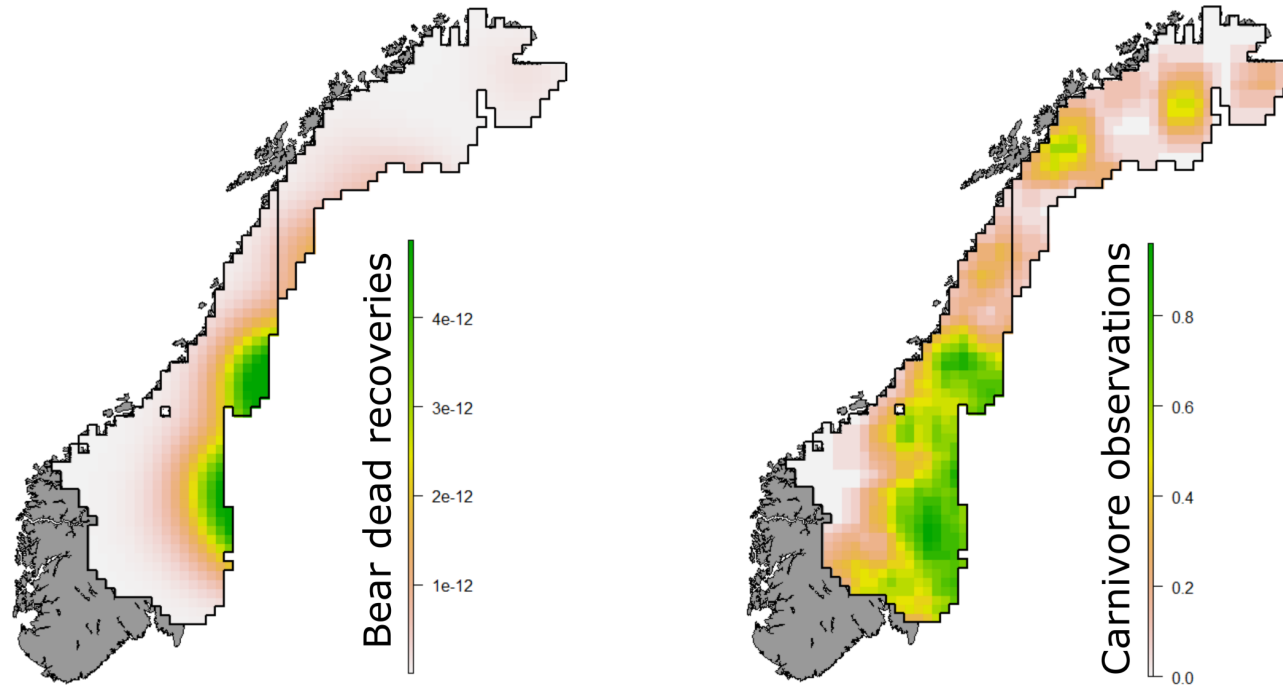 Bear dead recoveries
4e-12
3e-12
2e-12
1e-12
Carnivore observations
0.8
0.6
0.4
0.2
0.0